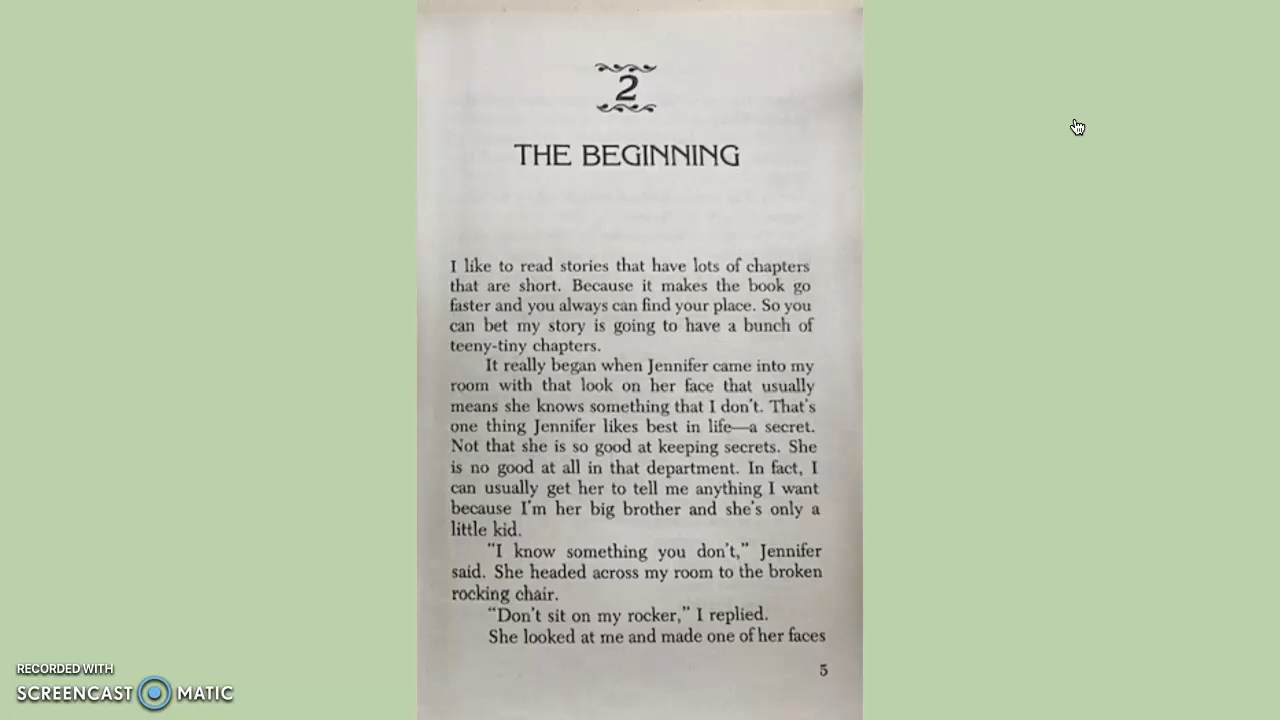 2
THE BEGINNING
I like to read stories that have lots of chapters
that are short. Because it makes the book go
faster and you always can find your place. So you
can bet my story is going to have a bunch of
teeny-tiny chapters.
It really began when Jennifer came into my
room with that look on her face that usually
means she knows something that I don't. That's
one thing Jennifer likes best in life—a secret.
Not that she is so good at keeping secrets. She
is no good at all in that department. In fact, I
can usually get her to tell me anything I want
because I'm her big brother and she's only a
little kid.
"I know something you don't," Jennifer
said. She headed across my room to the broken
rocking chair.
"Don't sit on my rocker," I replied.
She looked at me and made one of her faces
5
RECORDED WITH
SCREENCAST MATIC